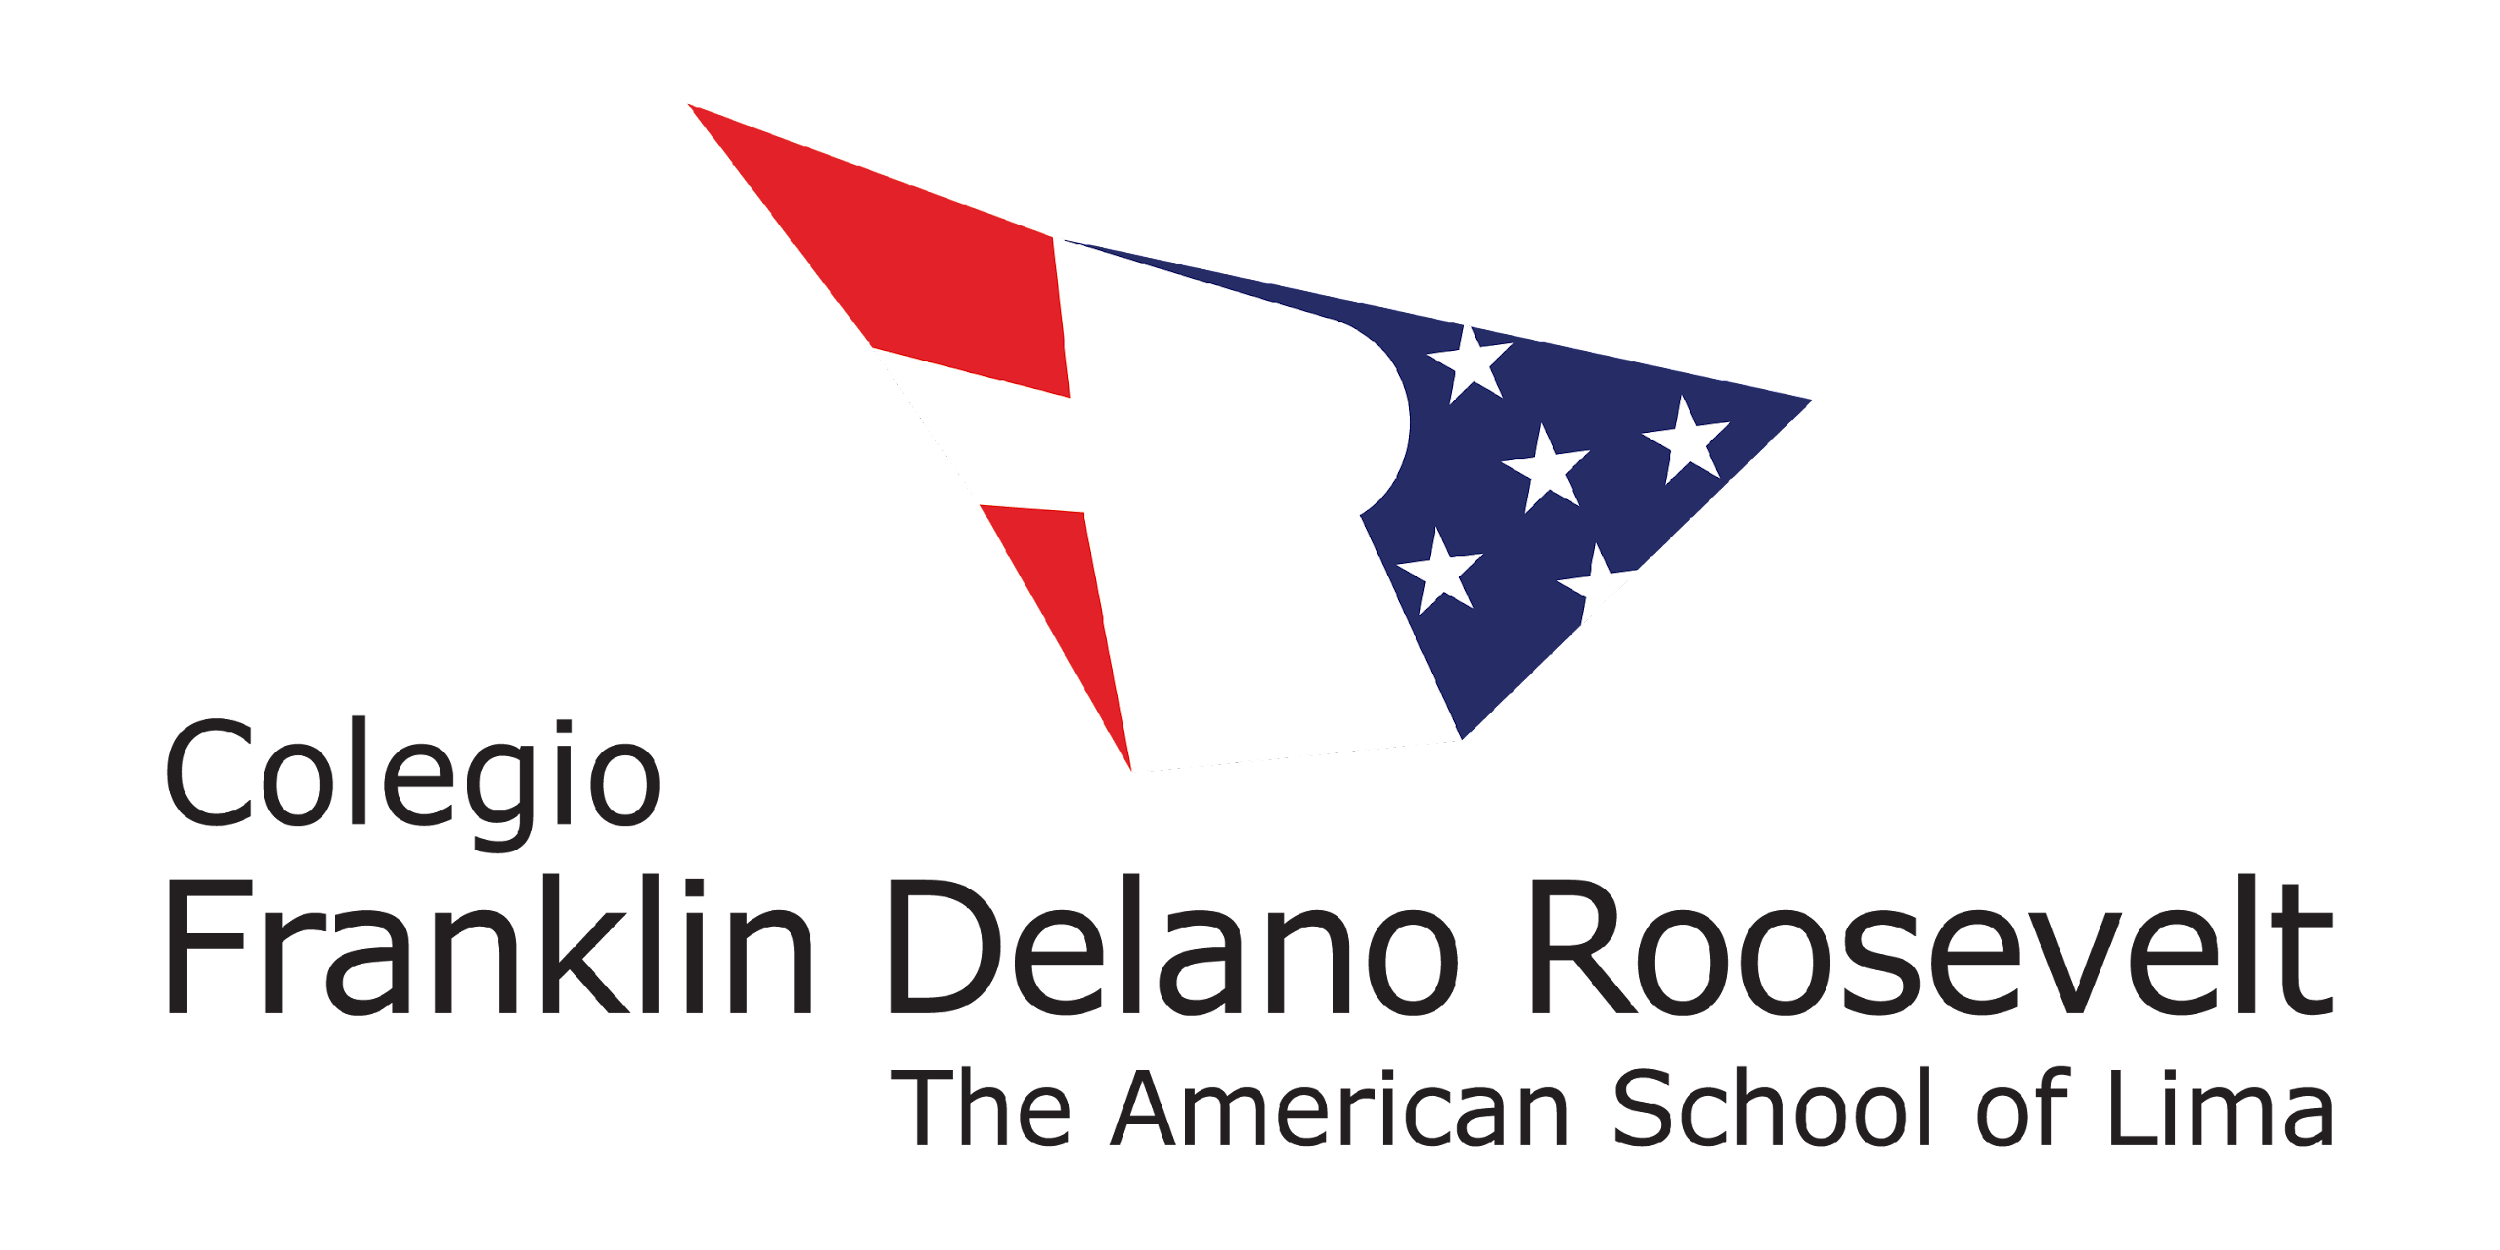 Colegio
Franklin Delano Roosevelt
The American School of Lima